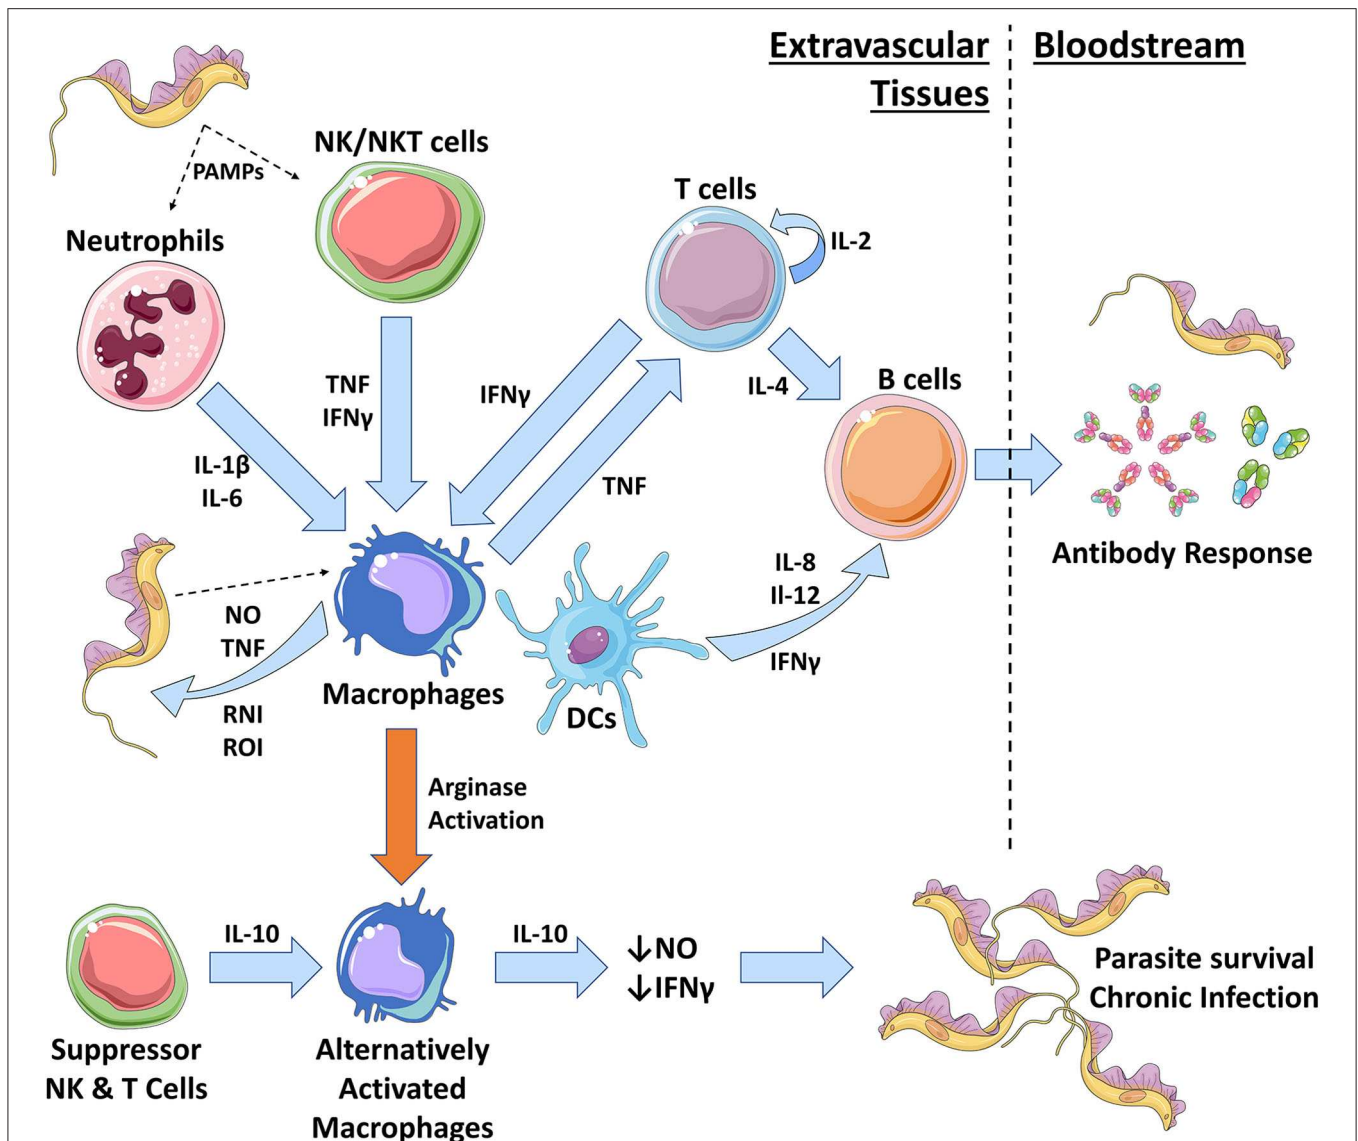 Extravascular
Tissues
Bloodstream
NK/NKT cells
PAMPs
Neutrophils
T cells
IL-2
TNF
IFNγ
IFNγ
IL-4
B cells
IL-1β
IL-6
TNF
Antibody Response
IL-8
Il-12
IFNγ
NO
TNF
RNI
ROI
Macrophages
DCs
Arginase
Activation
IL-10
IL-10
↓NO
↓IFNγ
Parasite survival
Chronic Infection
Suppressor
NK & T Cells
Alternatively
Activated
Macrophages